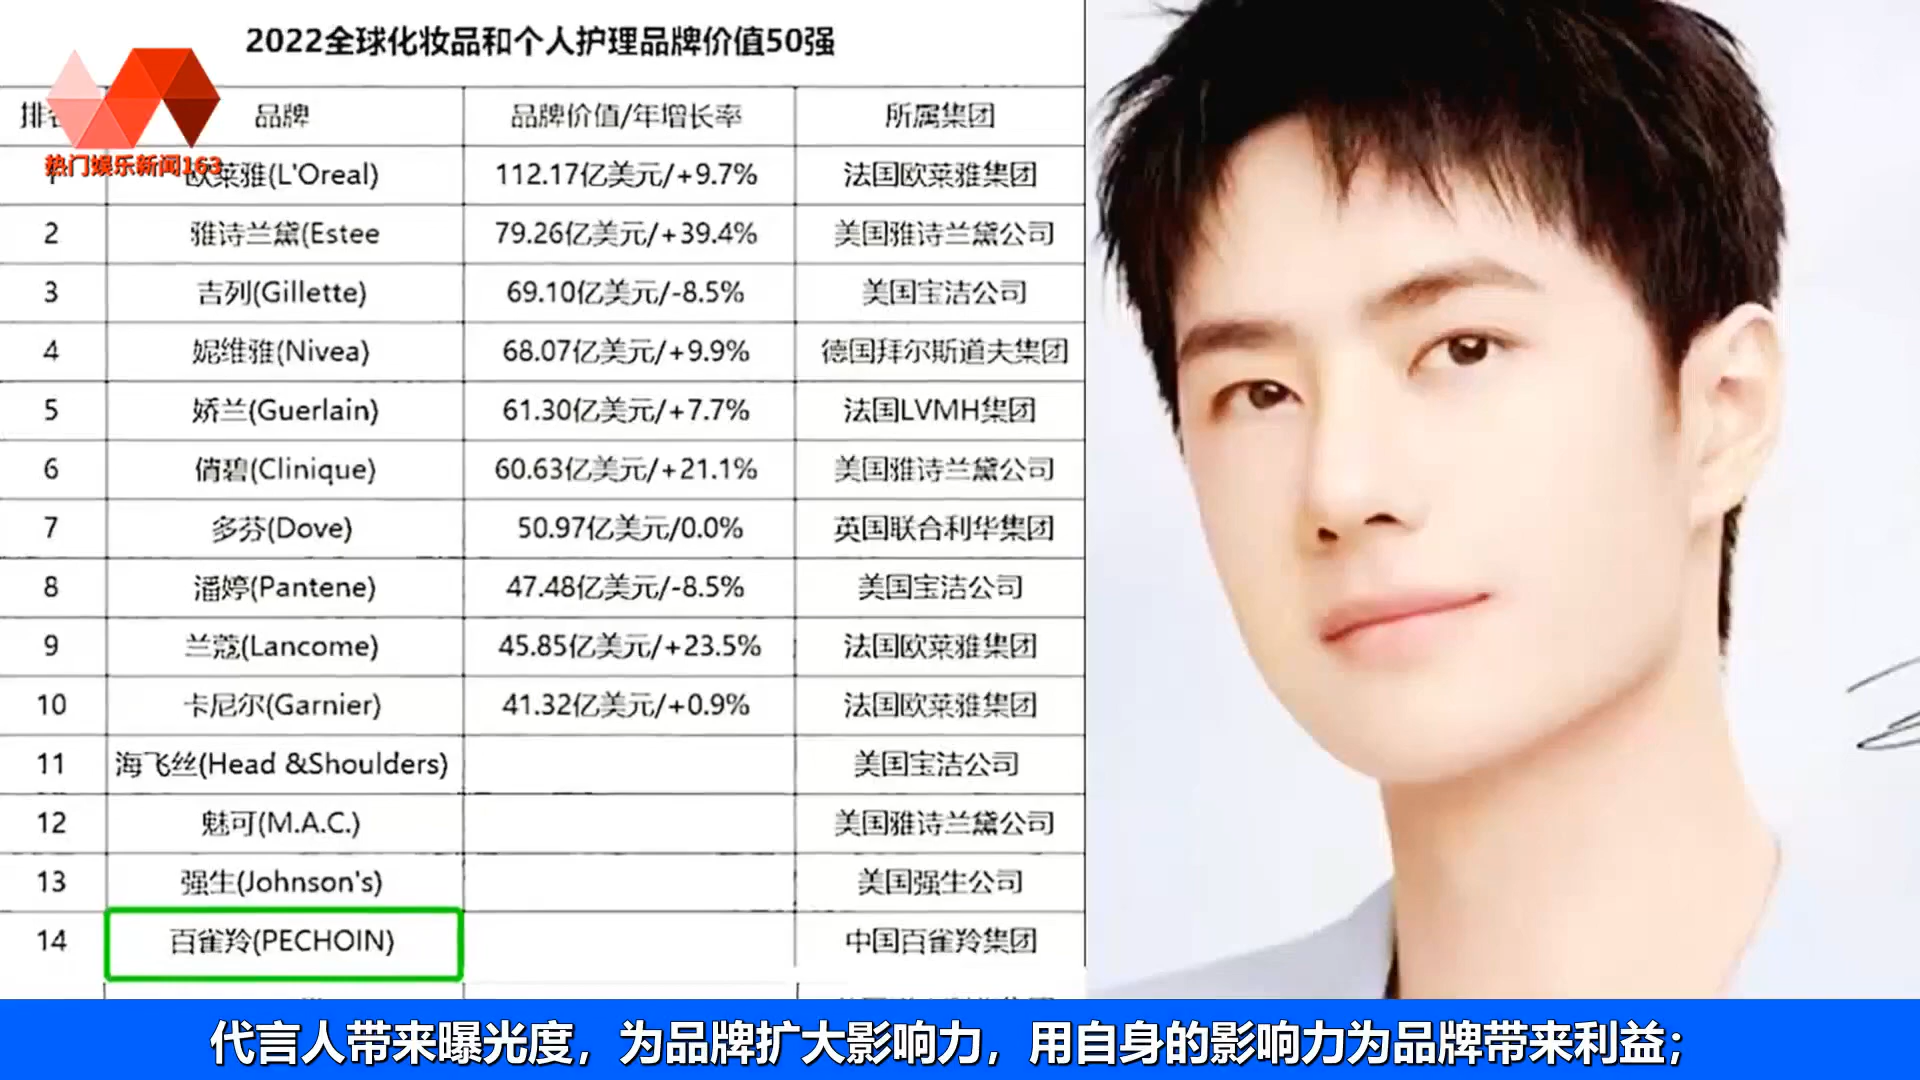 2022全球化妆品和个人护理品牌价值50强
热门娱乐新闻163
品牌 品牌价值/年增长率 所属集团
欧莱雅(L'Oreal) 112.17亿美元/+9.7% 法国欧莱雅集团
2 雅诗兰黛(Estee 79.26亿美元/+39.4% 美国雅诗兰黛公司
3 吉列(Gillette) 69.10亿美元/-8.5% 美国宝洁公司
4 妮维雅(Nivea) 68.07亿美元/+9.9% 德国拜尔斯道夫集团
5 娇兰(Guerlain) 61.30亿美元/+7.7% 法国LVMH集团
6 倩碧(Clinique) 60.63亿美元/+21.1% 美国雅诗兰黛公司
7 多芬(Dove) 50.97亿美元/0.0% 英国联合利华集团
8 潘婷(Pantene) 47.48亿美元/-8.5% 美国宝洁公司
9 兰蔻(Lancome) 45.85亿美元/+23.5% 法国欧莱雅集团
10 卡尼尔(Garnier) 41.32亿美元/+0.9% 法国欧莱雅集团
11 海飞丝(Head &Shoulders) 美国宝洁公司
12 魅可(M.A.C.) 美国雅诗兰黛公司
13 强生(Johnson's) 美国强生公司
14 百雀羚(PECHOIN) 中国百雀羚集团
代言人带来曝光度，为品牌扩大影响力，用自身的影响力为品牌带来利益；